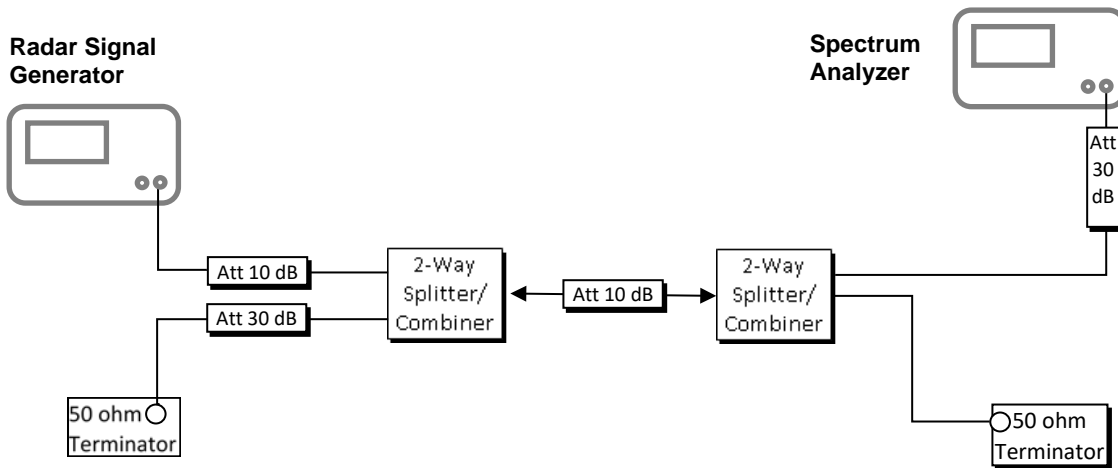 Radar Signal
Generator
Spectrum
Analyzer
Att
30
dB
Att 10 dB
2-Way
Splitter/
Combiner
Att 10 dB
2-Way
Splitter/
Combiner
Att 30 dB
50 ohm
Terminator
50 ohm
Terminator